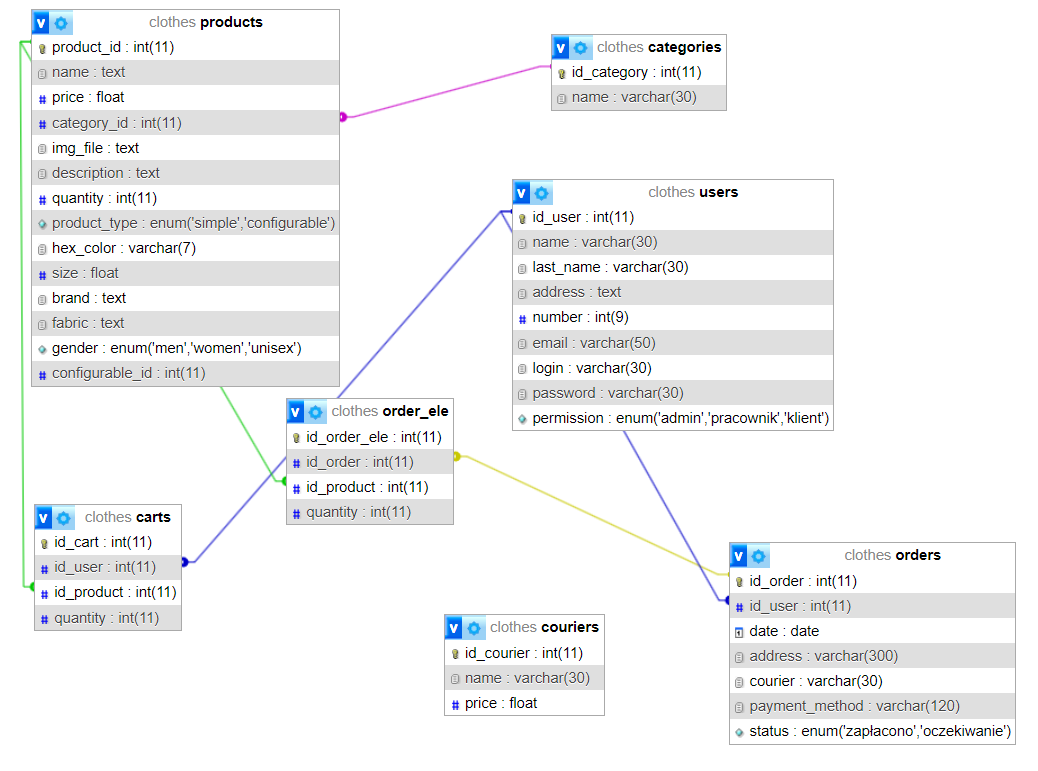 v clothes products
product_id : int(11)
name : text
price : float
category_id : int(11)
img_file : text
description : text
quantity : int(11)
product_type : enum('simple','configurable')
hex_color : varchar(7)
size : float
brand : text
fabric : text
gender : enum('men','women','unisex')
configurable_id : int(11)
v clothes categories
id_category : int(11)
name : varchar(30)
v clothes users
id_user : int(11)
name : varchar(30)
last_name : varchar(30)
address : text
number : int(9)
email : varchar(50)
login : varchar(30)
password : varchar(30)
permission : enum('admin','pracownik','klient')
v clothes order_ele
id_order_ele : int(11)
id_order : int(11)
id_product : int(11)
quantity : int(11)
v clothes carts
id_cart : int(11)
id_user : int(11)
id_product : int(11)
quantity : int(11)
v clothes couriers
id_courier : int(11)
name : varchar(30)
price : float
v clothes orders
id_order : int(11)
id_user : int(11)
date : date
address : varchar(300)
courier : varchar(30)
payment_method : varchar(120)
status : enum('zapłacono','oczekiwanie')